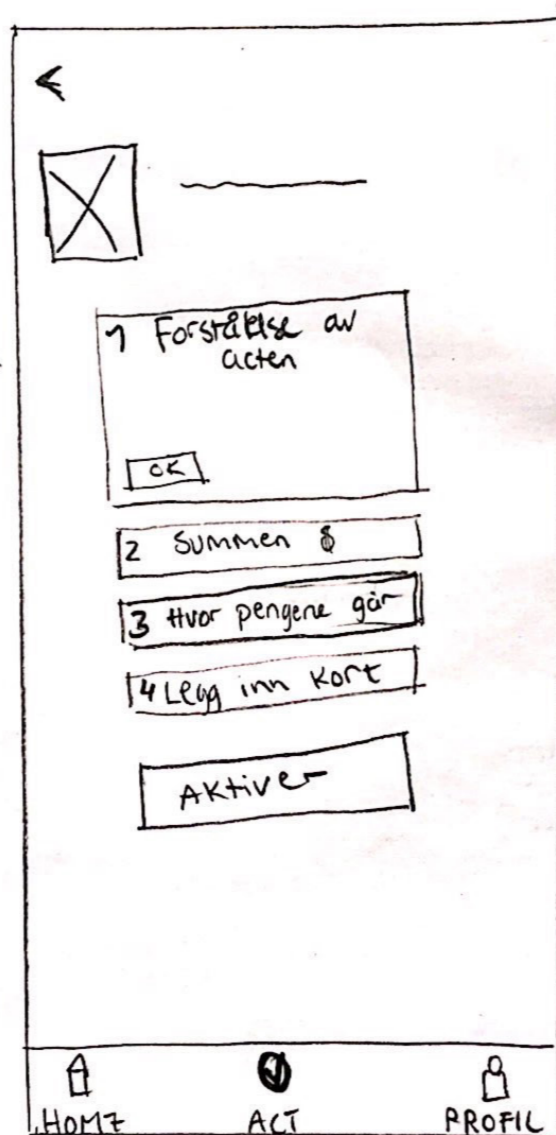 1 Forståelse av
acten
OK
2 Summen $
3 Hvor pengene går
4 Legg inn kort
Aktiver
HOME
ACT
PROFIL